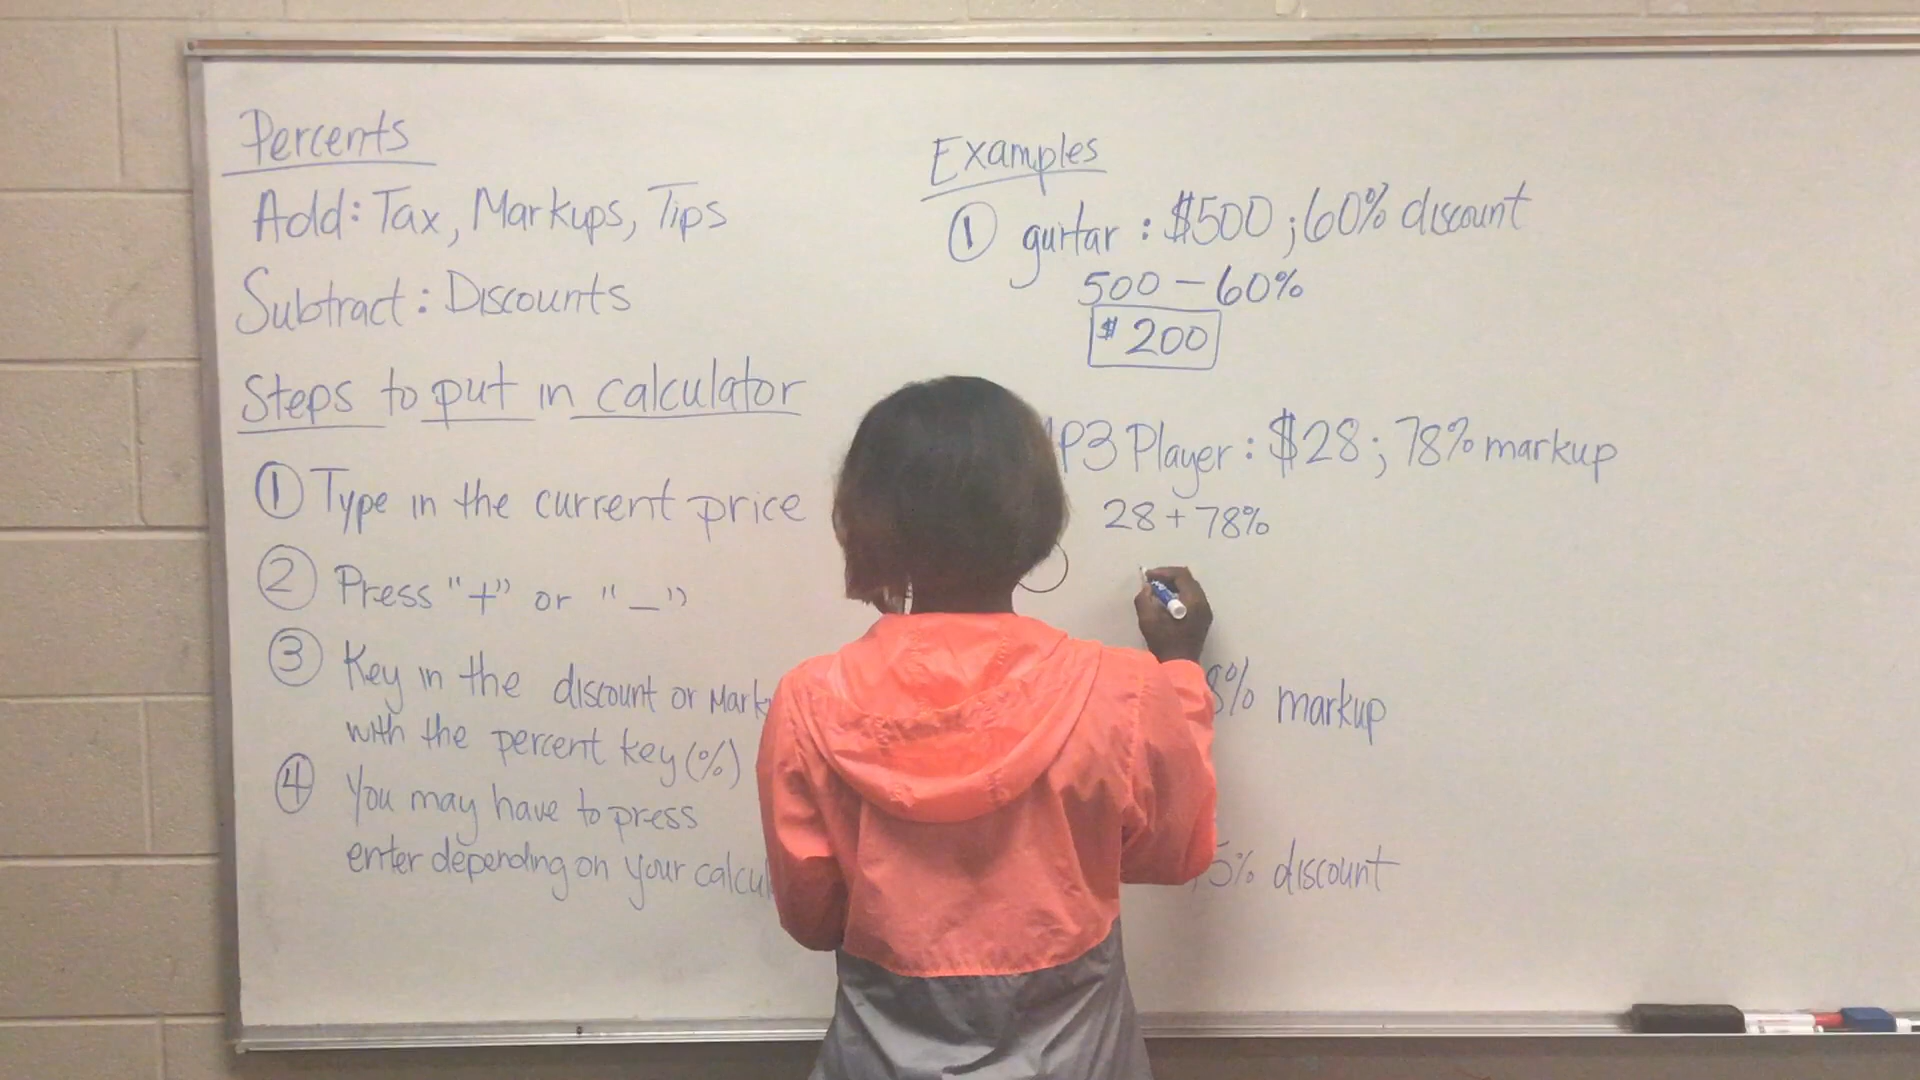 Percents
Add: Tax, Markups, Tips
Subtract: Discounts
Steps to put in calculator
① Type in the current price
② Press "+" or "−"
③ Key in the discount or
with the percent key (%)
④ You may have to press
enter depending on your
Examples
① guitar : $500 ; 60% discount
500 − 60%
$200
Player : $28 ; 78% markup
28 + 78%
% markup
5% discount